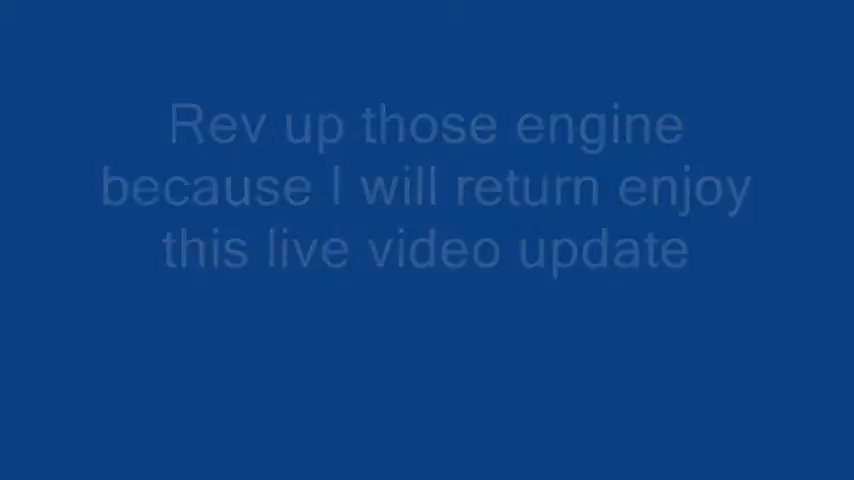 Rev up those engine
because I will return enjoy
this live video update